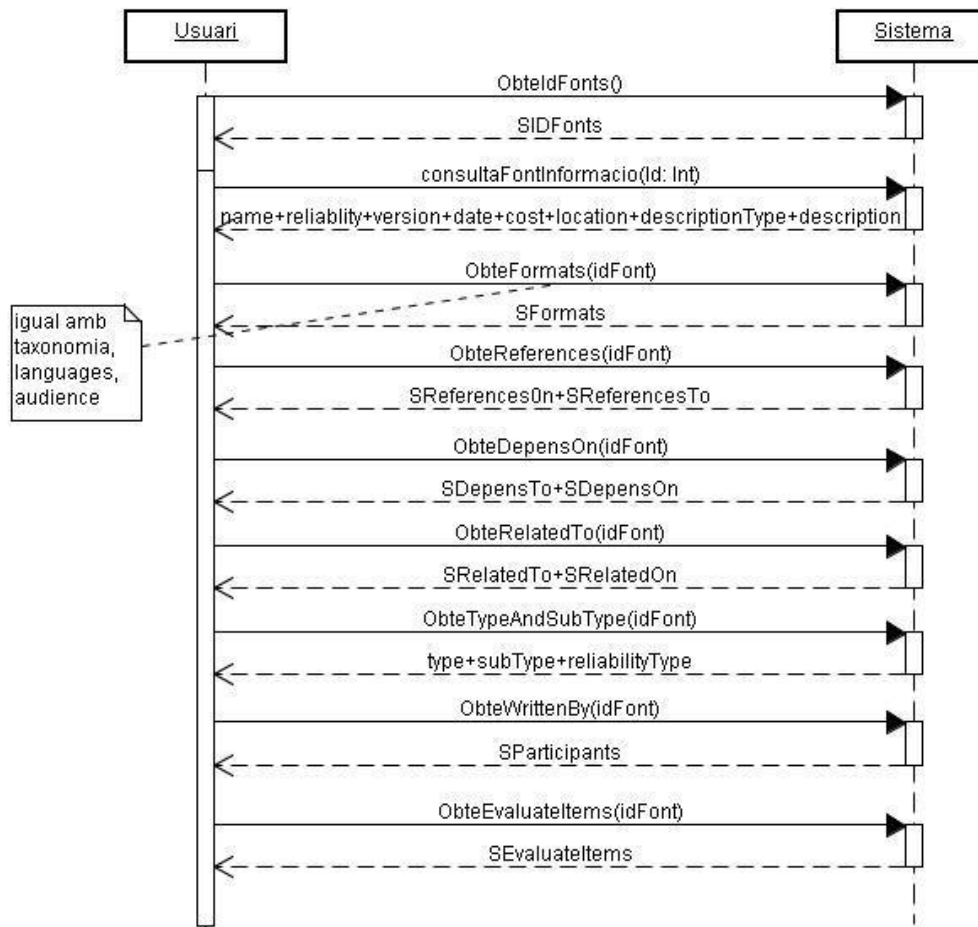 Usuari
Sistema
ObteIdFonts()
SIDFonts
consultaFontInformacio(Id: Int)
name+reliablity+version+date+cost+location+descriptionType+description
ObteFormats(idFont)
igual amb
taxonomia,
languages,
audience
SFormats
ObteReferences(idFont)
SReferencesOn+SReferencesTo
ObteDepensOn(idFont)
SDepensTo+SDepensOn
ObteRelatedTo(idFont)
SRelatedTo+SRelatedOn
ObteTypeAndSubType(idFont)
type+subType+reliabilityType
ObteWrittenBy(idFont)
SParticipants
ObteEvaluateItems(idFont)
SEvaluateItems